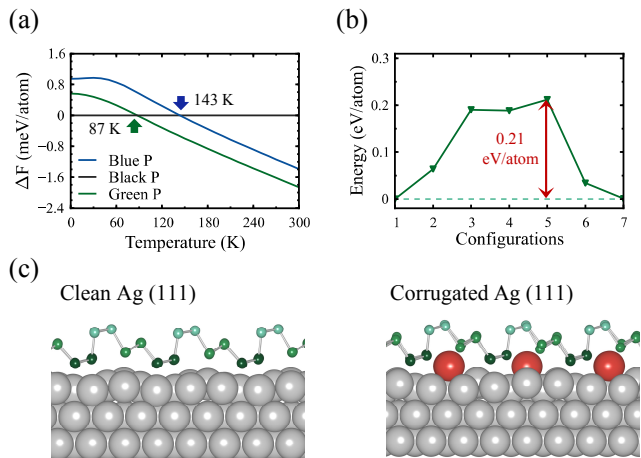 (a)
1.6
0.8
0
−0.8
−1.6
−2.4
ΔF (meV/atom)
143 K
87 K
Blue P
Black P
Green P
0 60 120 180 240 300
Temperature (K)
(b)
0.3
0.2
0.1
0
Energy (eV/atom)
0.21
eV/atom
1 2 3 4 5 6 7
Configurations
(c)
Clean Ag (111)
Corrugated Ag (111)